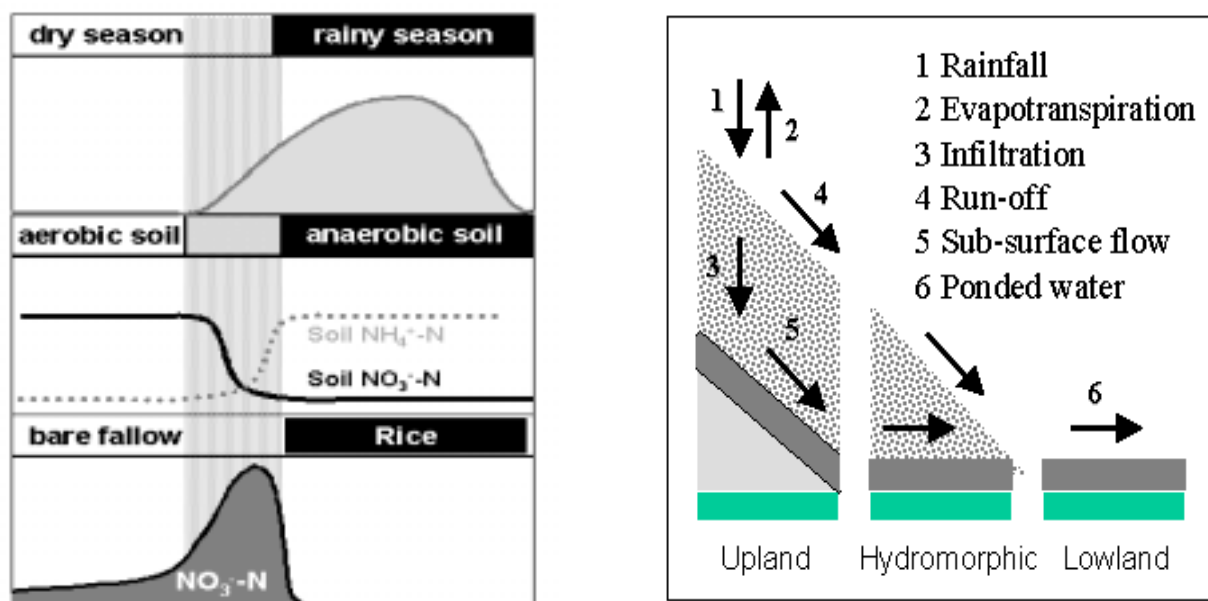 dry season rainy season
aerobic soil anaerobic soil
Soil NH₄⁺-N
Soil NO₃⁻-N
bare fallow Rice
NO₃⁻-N
1 Rainfall
2 Evapotranspiration
3 Infiltration
4 Run-off
5 Sub-surface flow
6 Ponded water
1
2
4
3
5
6
Upland Hydromorphic Lowland